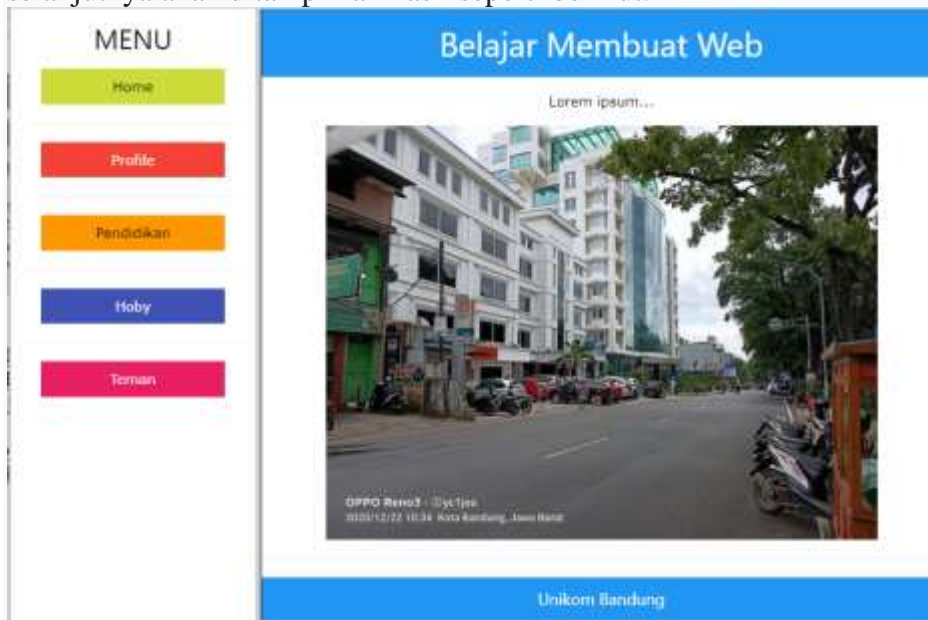 MENU
Home
Profile
Pendidikan
Hoby
Teman
Belajar Membuat Web
Lorem ipsum...
OPPO Reno3
2020/12/22 10:34 Kota Bandung, Jawa Barat
Unikom Bandung